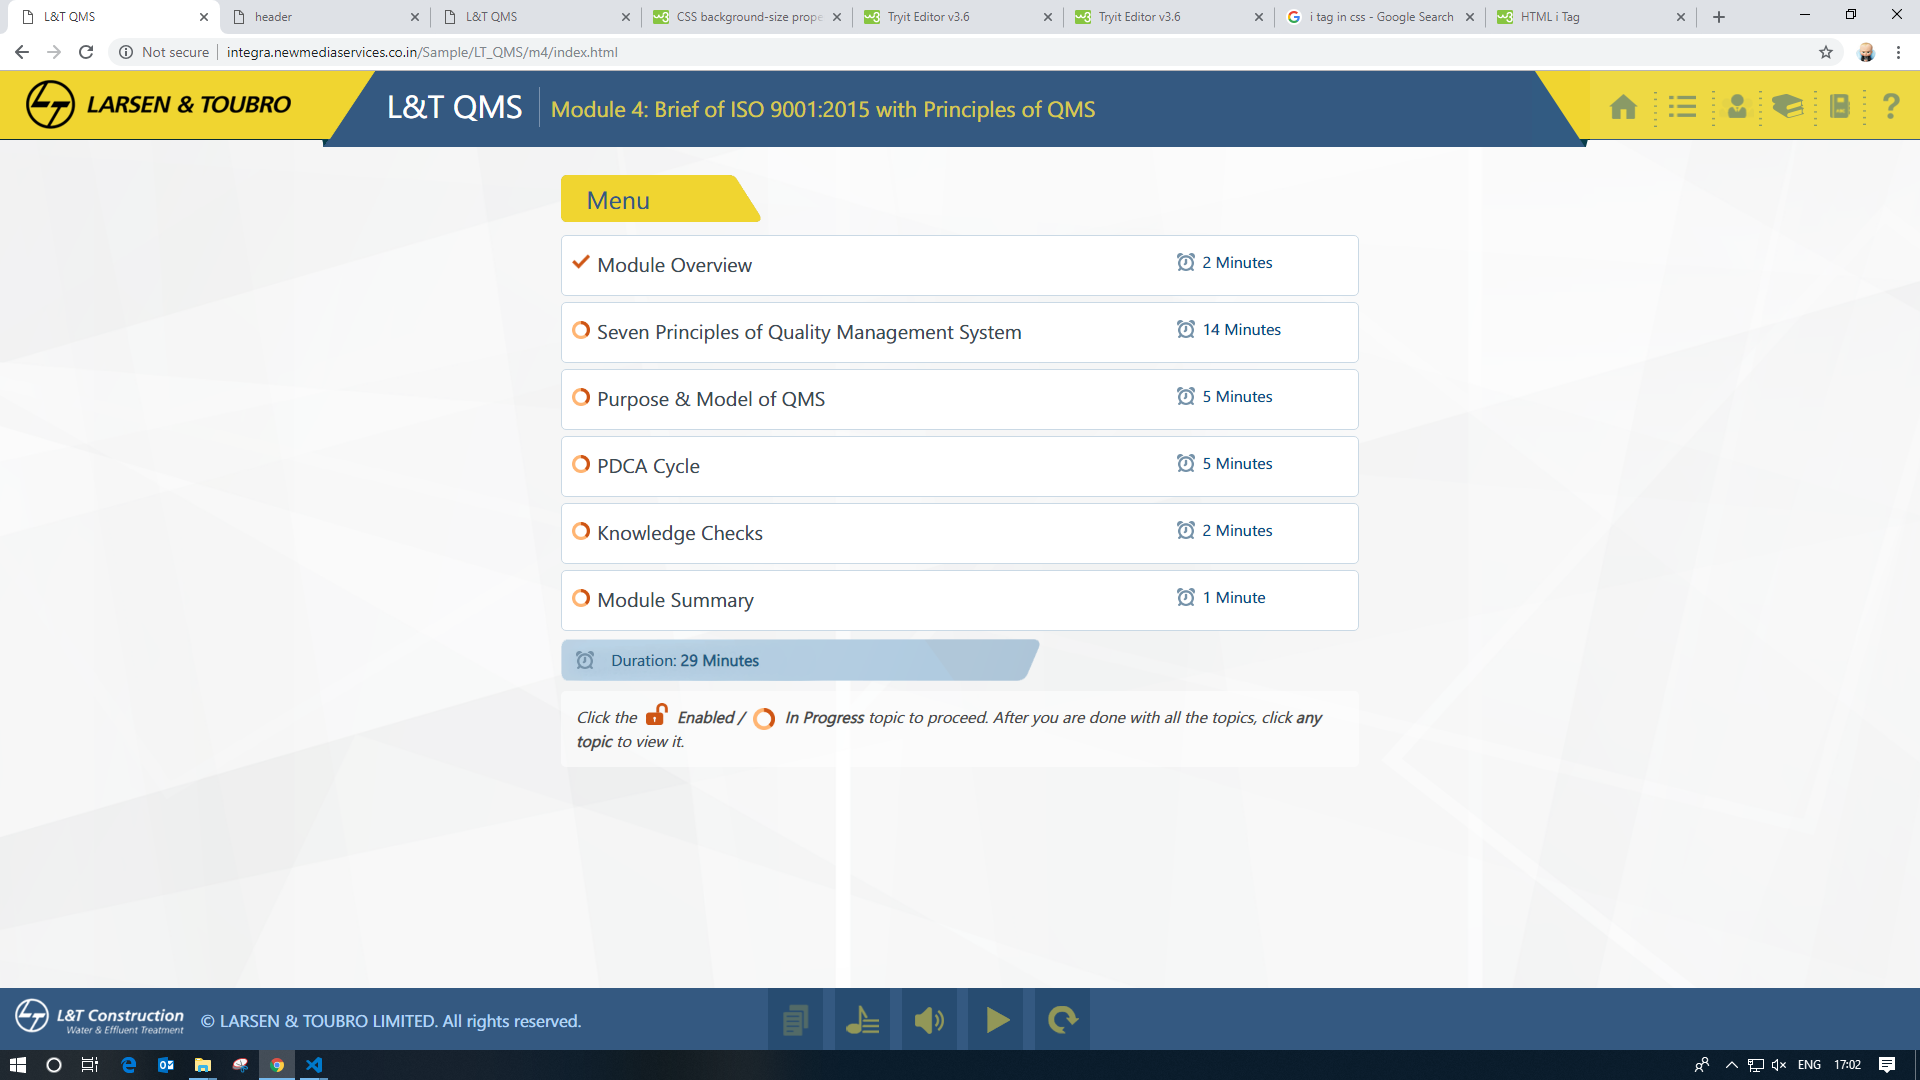 L&T QMS
header
L&T QMS
CSS background-size prope
Tryit Editor v3.6
Tryit Editor v3.6
i tag in css - Google Search
HTML i Tag
Not secure
integra.newmediaservices.co.in/Sample/LT_QMS/m4/index.html
LARSEN & TOUBRO
L&T QMS
Module 4: Brief of ISO 9001:2015 with Principles of QMS
?
Menu
Module Overview
2 Minutes
Seven Principles of Quality Management System
14 Minutes
Purpose & Model of QMS
5 Minutes
PDCA Cycle
5 Minutes
Knowledge Checks
2 Minutes
Module Summary
1 Minute
Duration: 29 Minutes
Click the Enabled / In Progress topic to proceed. After you are done with all the topics, click any
topic to view it.
L&T Construction
Water & Effluent Treatment
© LARSEN & TOUBRO LIMITED. All rights reserved.
ENG
17:02